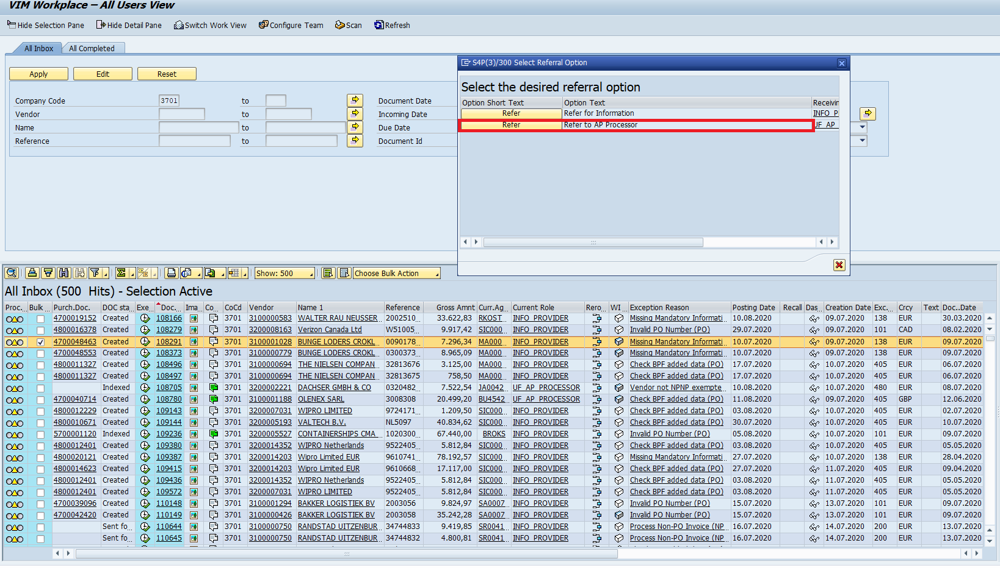 VIM Workplace – All Users View
Hide Selection Pane Hide Detail Pane Switch Work View Configure Team Scan Refresh
All Inbox All Completed
S4P(3)/300 Select Referral Option
Apply Edit Reset
Select the desired referral option
Company Code 3701 to Document Date
Option Short Text Option Text Receivin
Vendor to Incoming Date
Refer Refer for Information INFO_P
Name to Due Date
Refer Refer to AP Processor UF_AP_
Reference to Document Id
Show: 500 Choose Bulk Action
All Inbox (500 Hits) - Selection Active
Proc... Bulk ... Purch.Doc. DOC sta... Exe... Doc... Ima... Co... CoCd Vendor Name 1 Reference Gross Amnt Curr.Ag... Current Role Rero... WI ... Exception Reason Posting Date Recall Das... Creation Date Exc... Crcy Text Doc..Date
4700019152 Created 108166 3701 3100000583 WALTER RAU NEUSSER ... 2002510... 33.622,83 RKOST... INFO_PROVIDER Missing Mandatory Informati... 10.08.2020 09.07.2020 138 EUR 30.03.2020
4800016378 Created 108279 3701 3200008163 Verizon Canada Ltd W51005... 9.917,42 SIC000... INFO_PROVIDER Invalid PO Number (PO) 29.07.2020 09.07.2020 101 CAD 08.02.2020
4700048463 Created 108291 3701 3100001028 BUNGE LODERS CROKL... 0090178... 7.296,34 MA000... INFO_PROVIDER Missing Mandatory Informati... 10.07.2020 09.07.2020 138 EUR 09.07.2020
4700048553 Created 108373 3701 3100000779 BUNGE LODERS CROKL... 0300373... 8.965,09 MA000... INFO_PROVIDER Missing Mandatory Informati... 10.07.2020 09.07.2020 138 EUR 09.07.2020
4800011327 Created 108496 3701 3100000694 THE NIELSEN COMPAN... 32813676 3.125,00 MA000... INFO_PROVIDER Check BPF added data (PO) 17.07.2020 10.07.2020 405 EUR 06.07.2020
4800011327 Created 108497 3701 3100000694 THE NIELSEN COMPAN... 32813675 758,50 MA000... INFO_PROVIDER Check BPF added data (PO) 17.07.2020 10.07.2020 405 EUR 06.07.2020
Indexed 108705 3701 3200002221 DACHSER GMBH & CO 0320482... 7.522,54 JA0042... UF_AP_PROCESSOR Vendor not NPNP exempte... 10.08.2020 10.07.2020 480 EUR 08.07.2020
4700040714 Created 108780 3701 3100001188 OLENEX SARL 3008308 20.499,20 BU4542... UF_AP_PROCESSOR Check BPF added data (PO) 11.08.2020 10.07.2020 405 GBP 12.06.2020
4800012229 Created 109143 3701 3200007031 WIPRO LIMITED 9724171... 1.209,50 SIC000... INFO_PROVIDER Check BPF added data (PO) 03.08.2020 10.07.2020 405 EUR 02.07.2020
4800010671 Created 109144 3701 3200005193 VALTECH B.V. NL5097 40.834,62 SIC000... INFO_PROVIDER Check BPF added data (PO) 30.07.2020 10.07.2020 405 EUR 10.07.2020
5700001120 Indexed 109236 3701 3200005527 CONTAINERSHIPS CMA ... 1020300... 67.440,00 BROKS INFO_PROVIDER Invalid PO Number (PO) 05.08.2020 10.07.2020 101 EUR 09.07.2020
4800012401 Created 109380 3701 3200014352 WIPRO Netherlands 9522405... 5.812,84 SIC000... INFO_PROVIDER Check BPF added data (PO) 03.08.2020 10.07.2020 405 EUR 05.05.2020
4800020121 Created 109387 3701 3200014203 Wipro Limited EUR 9610741... 78.192,57 SIC000... INFO_PROVIDER Missing Mandatory Informati... 27.07.2020 10.07.2020 138 EUR 28.04.2020
4800014623 Created 109415 3701 3200014203 Wipro Limited EUR 9610668... 17.117,00 SIC000... INFO_PROVIDER Check BPF added data (PO) 27.07.2020 11.07.2020 405 EUR 09.04.2020
4800012401 Created 109436 3701 3200014352 WIPRO Netherlands 9522405... 5.812,84 SIC000... INFO_PROVIDER Check BPF added data (PO) 03.08.2020 11.07.2020 405 EUR 05.05.2020
4800012401 Created 109572 3701 3200007031 WIPRO LIMITED 9522405... 5.812,84 SIC000... INFO_PROVIDER Check BPF added data (PO) 03.08.2020 11.07.2020 405 EUR 05.05.2020
4700039096 Created 110148 3701 3100001294 BAKKER LOGISTIEK BV 2003056 9.824,97 SA0007... INFO_PROVIDER Invalid PO Number (PO) 15.07.2020 13.07.2020 101 EUR 09.07.2020
4700042420 Created 110149 3701 3100000426 BAKKER LOGISTIEK BV 2003058 35.242,28 SA0007... INFO_PROVIDER Invalid PO Number (PO) 15.07.2020 13.07.2020 101 EUR 09.07.2020
Sent fo... 110644 3701 3100000750 RANDSTAD UITZENBUR... 34744833 9.419,85 SR0041... INFO_PROVIDER Process Non-PO Invoice (NP... 16.07.2020 14.07.2020 200 EUR 13.07.2020
Sent fo... 110645 3701 3100000750 RANDSTAD UITZENBUR... 34744832 4.800,81 SR0041... INFO_PROVIDER Process Non-PO Invoice (NP... 16.07.2020 14.07.2020 200 EUR 13.07.2020